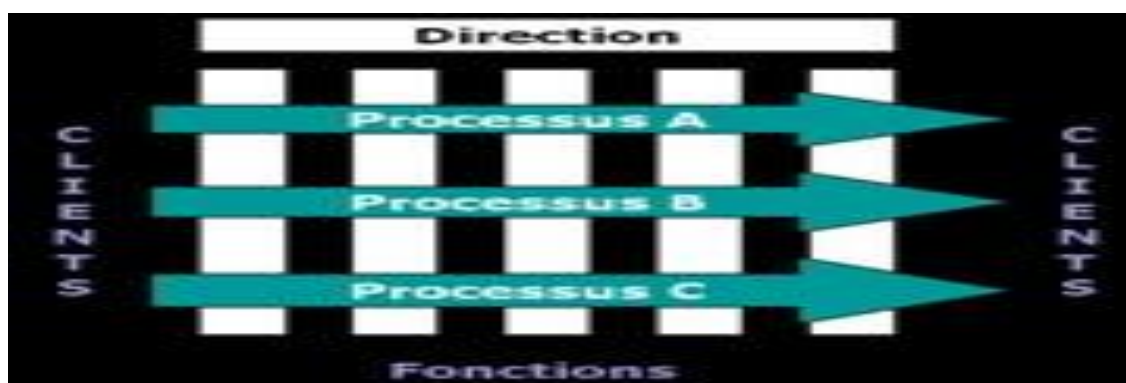 Direction
Processus A
CLIENTS
Processus B
CLIENTS
Processus C
Fonctions